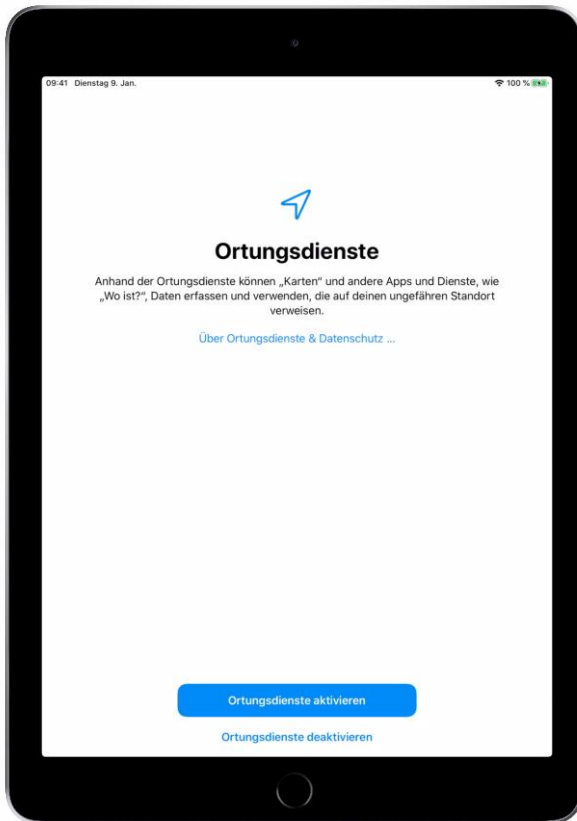 09:41 Dienstag 9. Jan.
100 %
Ortungsdienste
Anhand der Ortungsdienste können „Karten“ und andere Apps und Dienste, wie
„Wo ist?“, Daten erfassen und verwenden, die auf deinen ungefähren Standort
verweisen.
Über Ortungsdienste & Datenschutz ...
Ortungsdienste aktivieren
Ortungsdienste deaktivieren